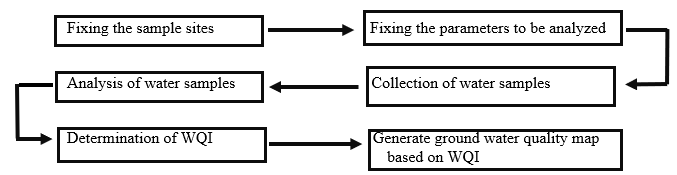 Fixing the sample sites
Fixing the parameters to be analyzed
Collection of water samples
Analysis of water samples
Determination of WQI
Generate ground water quality map
based on WQI